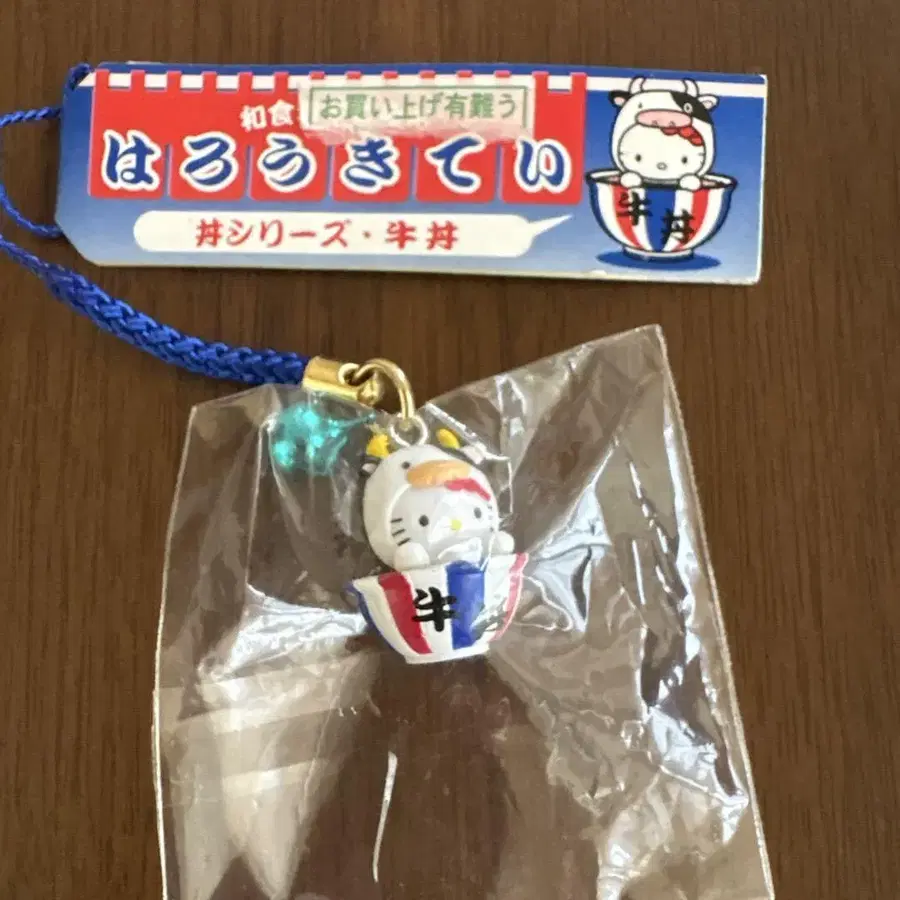 和食
お買い上げ有難う
はろうきてい
丼シリーズ・牛丼
牛丼
牛